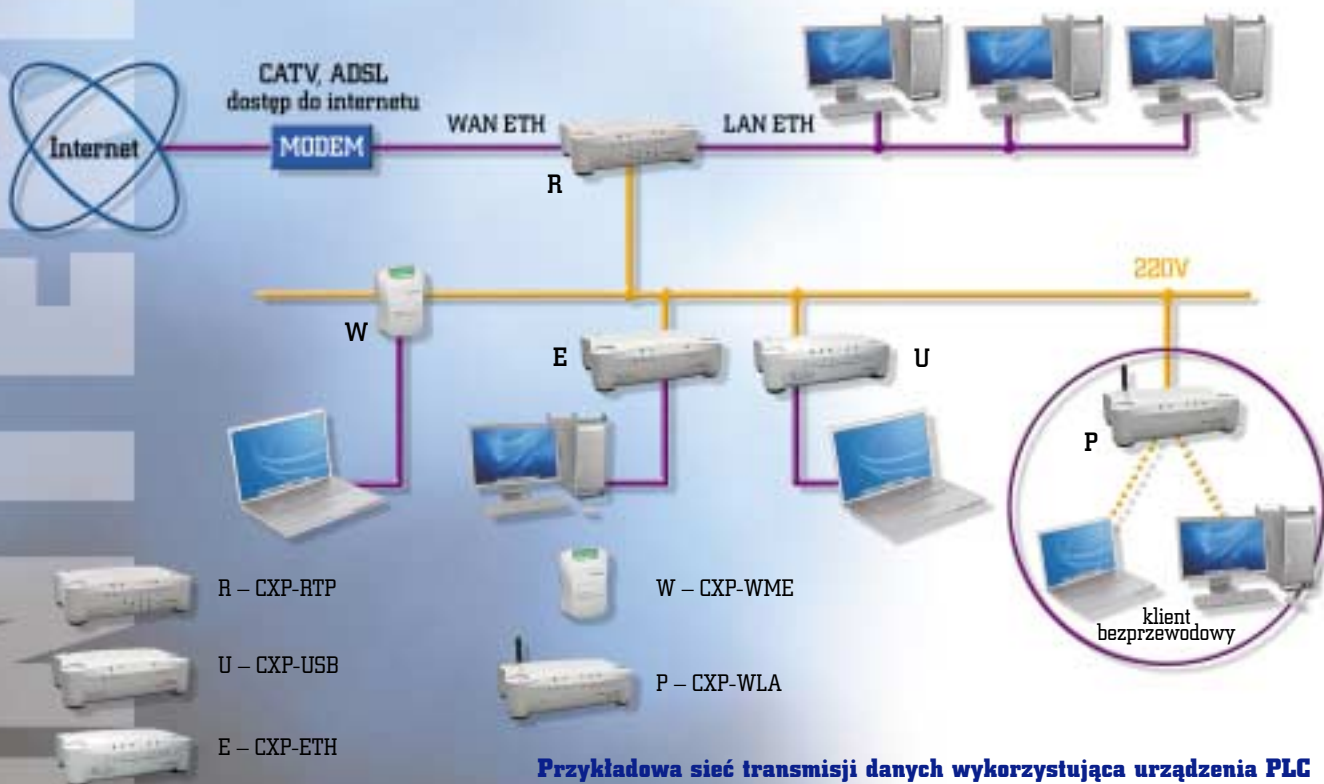 CATV, ADSL
dostęp do internetu
Internet
MODEM
WAN ETH
LAN ETH
R
220V
W
E
U
P
klient
bezprzewodowy
R – CXP-RTP
W – CXP-WME
U – CXP-USB
P – CXP-WLA
E – CXP-ETH
Przykładowa sieć transmisji danych wykorzystująca urządzenia PLC